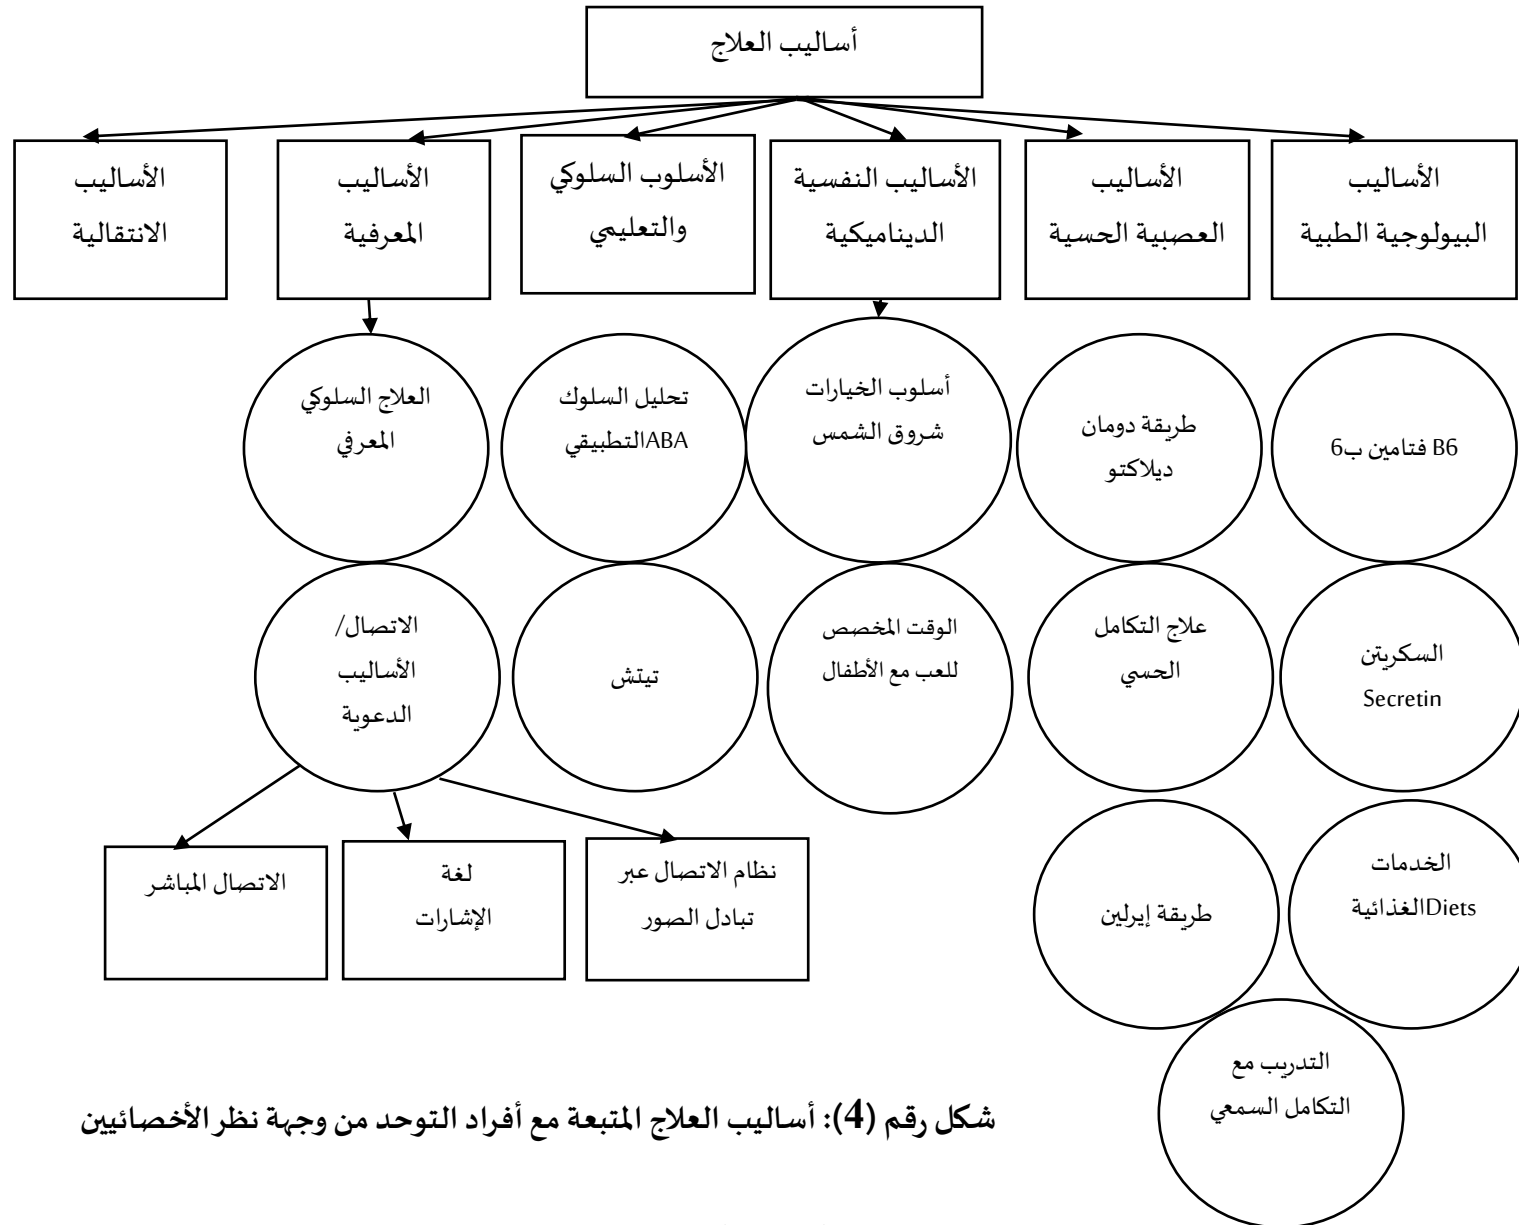 أساليب العلاج
الأساليب
البيولوجية الطبية
الأساليب
العصبية الحسية
الأساليب النفسية
الديناميكية
الأسلوب السلوكي
والتعليمي
الأساليب
المعرفية
الأساليب
الانتقالية
B6 فتامين ب6
طريقة دومان
ديلاكتو
أسلوب الخيارات
شروق الشمس
تحليل السلوك
ABAالتطبيقي
العلاج السلوكي
المعرفي
السكريتن
Secretin
علاج التكامل
الحسي
الوقت المخصص
للعب مع الأطفال
تيتش
الاتصال/
الأساليب
الدعوية
الخدمات
Dietsالغذائية
طريقة إيرلين
نظام الاتصال عبر
تبادل الصور
لغة
الإشارات
الاتصال المباشر
التدريب مع
التكامل السمعي
شكل رقم (4): أساليب العلاج المتبعة مع أفراد التوحد من وجهة نظر الأخصائيين